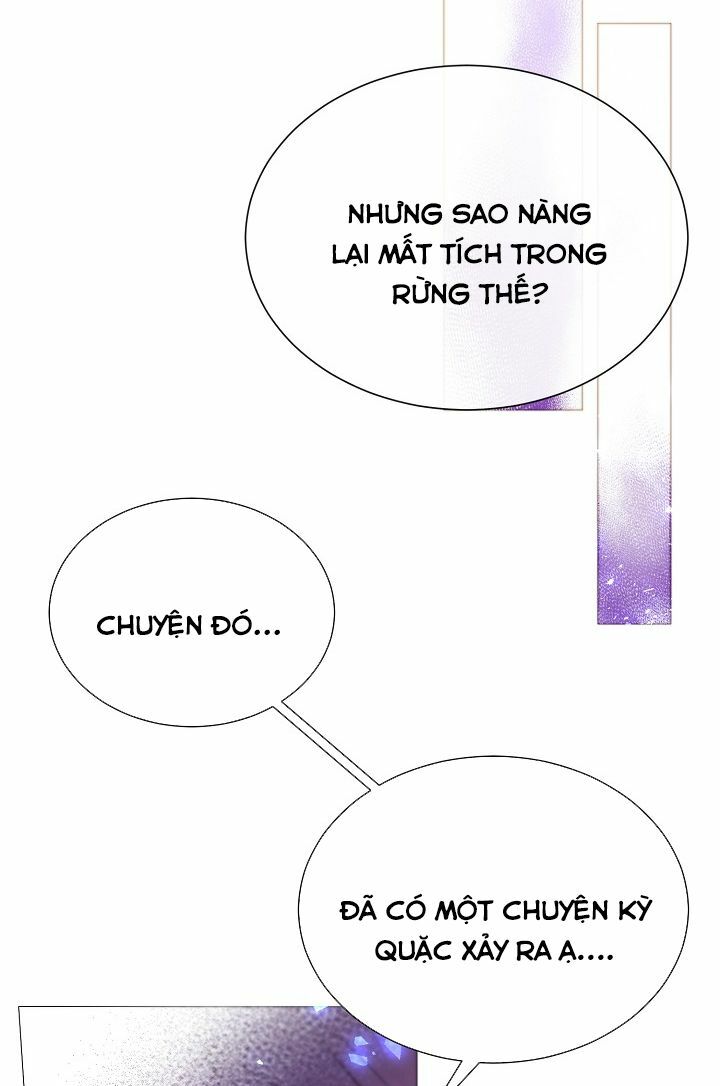 NHƯNG SAO NÀNG
LẠI MẤT TÍCH TRONG
RỪNG THẾ?
CHUYỆN ĐÓ...
ĐÃ CÓ MỘT CHUYỆN KỲ
QUẶC XẢY RA Ạ....